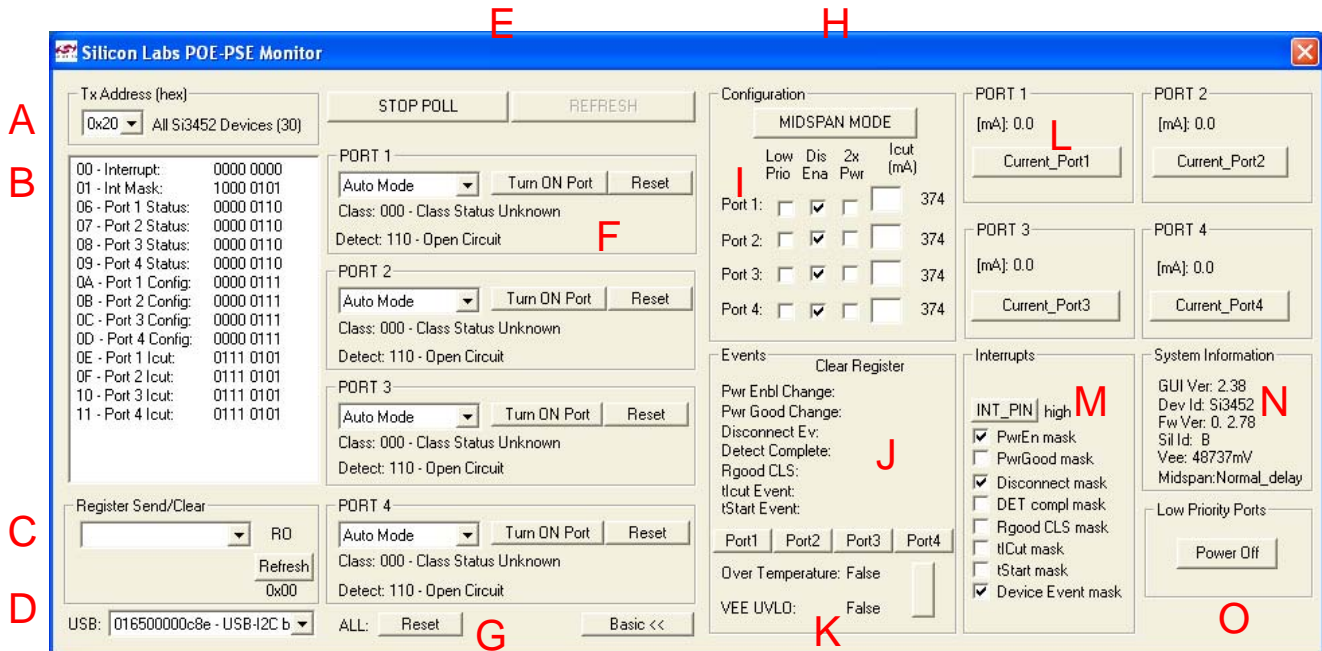 E
H
Silicon Labs POE-PSE Monitor
A
Tx Address (hex)
0x20 All Si3452 Devices (30)
B
00 - Interrupt: 0000 0000
01 - Int Mask: 1000 0101
06 - Port 1 Status: 0000 0110
07 - Port 2 Status: 0000 0110
08 - Port 3 Status: 0000 0110
09 - Port 4 Status: 0000 0110
0A - Port 1 Config: 0000 0111
0B - Port 2 Config: 0000 0111
0C - Port 3 Config: 0000 0111
0D - Port 4 Config: 0000 0111
0E - Port 1 Icut: 0111 0101
0F - Port 2 Icut: 0111 0101
10 - Port 3 Icut: 0111 0101
11 - Port 4 Icut: 0111 0101
C
Register Send/Clear
RO
Refresh
0x00
D
USB: 016500000c8e - USB-I2C b
STOP POLL REFRESH
PORT 1
Auto Mode Turn ON Port Reset
Class: 000 - Class Status Unknown
F
Detect: 110 - Open Circuit
PORT 2
Auto Mode Turn ON Port Reset
Class: 000 - Class Status Unknown
Detect: 110 - Open Circuit
PORT 3
Auto Mode Turn ON Port Reset
Class: 000 - Class Status Unknown
Detect: 110 - Open Circuit
PORT 4
Auto Mode Turn ON Port Reset
Class: 000 - Class Status Unknown
Detect: 110 - Open Circuit
ALL: Reset G Basic <<
Configuration
MIDSPAN MODE
Low Prio Dis Ena 2x Pwr Icut (mA)
I
Port 1: 374
Port 2: 374
Port 3: 374
Port 4: 374
Events
Clear Register
Pwr Enbl Change:
Pwr Good Change:
Disconnect Ev:
Detect Complete:
J
Rgood CLS:
tIcut Event:
tStart Event:
Port1 Port2 Port3 Port4
Over Temperature: False
VEE UVLO: False
K
PORT 1
[mA]: 0.0
L
Current_Port1
PORT 2
[mA]: 0.0
Current_Port2
PORT 3
[mA]: 0.0
Current_Port3
PORT 4
[mA]: 0.0
Current_Port4
Interrupts
M
INT_PIN high
PwrEn mask
PwrGood mask
Disconnect mask
DET compl mask
Rgood CLS mask
tICut mask
tStart mask
Device Event mask
System Information
GUI Ver: 2.38
Dev Id: Si3452
N
Fw Ver: 0. 2.78
Sil Id: B
Vee: 48737mV
Midspan:Normal_delay
Low Priority Ports
Power Off
O